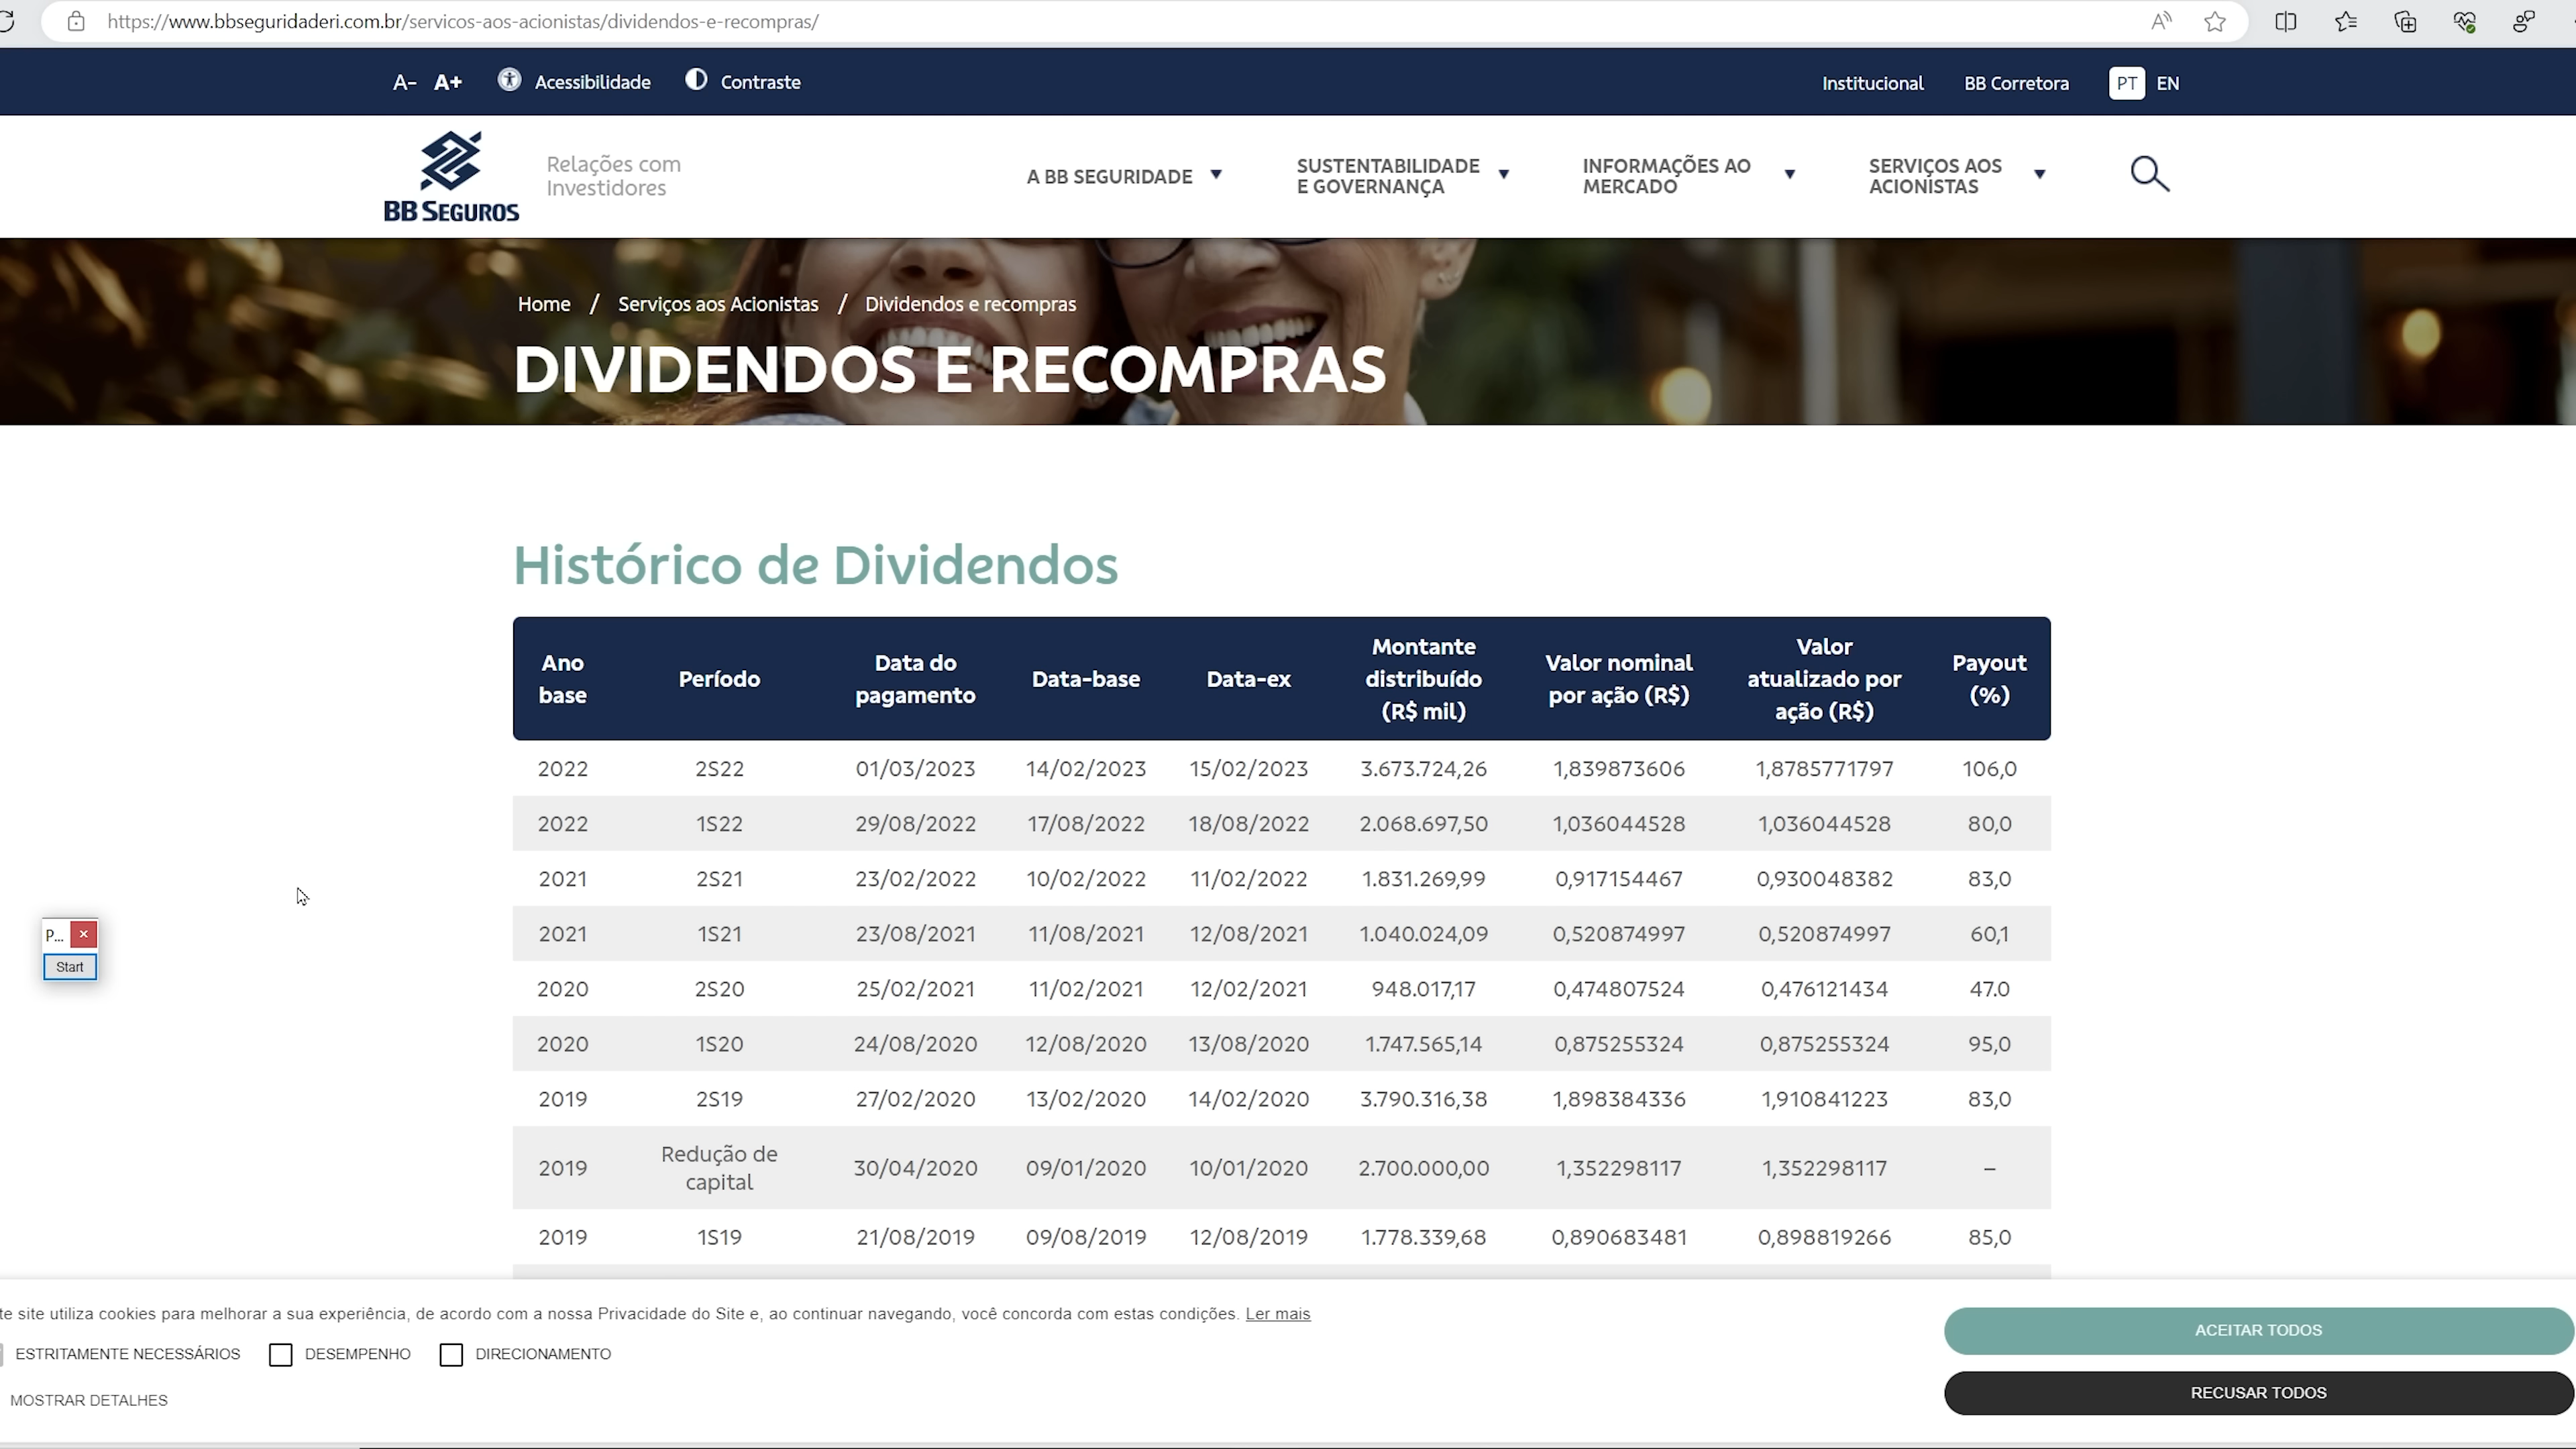 https://www.bbseguridaderi.com.br/servicos-aos-acionistas/dividendos-e-recompras/
A- A+ Acessibilidade Contraste Institucional BB Corretora PT EN
BB SEGUROS
Relações com
Investidores
A BB SEGURIDADE
SUSTENTABILIDADE
E GOVERNANÇA
INFORMAÇÕES AO
MERCADO
SERVIÇOS AOS
ACIONISTAS
Home / Serviços aos Acionistas / Dividendos e recompras
DIVIDENDOS E RECOMPRAS
Histórico de Dividendos
Ano base Período Data do pagamento Data-base Data-ex Montante distribuído (R$ mil) Valor nominal por ação (R$) Valor atualizado por ação (R$) Payout (%)
2022 2S22 01/03/2023 14/02/2023 15/02/2023 3.673.724,26 1,839873606 1,8785771797 106,0
2022 1S22 29/08/2022 17/08/2022 18/08/2022 2.068.697,50 1,036044528 1,036044528 80,0
2021 2S21 23/02/2022 10/02/2022 11/02/2022 1.831.269,99 0,917154467 0,930048382 83,0
2021 1S21 23/08/2021 11/08/2021 12/08/2021 1.040.024,09 0,520874997 0,520874997 60,1
2020 2S20 25/02/2021 11/02/2021 12/02/2021 948.017,17 0,474807524 0,476121434 47.0
2020 1S20 24/08/2020 12/08/2020 13/08/2020 1.747.565,14 0,875255324 0,875255324 95,0
2019 2S19 27/02/2020 13/02/2020 14/02/2020 3.790.316,38 1,898384336 1,910841223 83,0
2019 Redução de capital 30/04/2020 09/01/2020 10/01/2020 2.700.000,00 1,352298117 1,352298117 –
2019 1S19 21/08/2019 09/08/2019 12/08/2019 1.778.339,68 0,890683481 0,898819266 85,0
P...
Start
te site utiliza cookies para melhorar a sua experiência, de acordo com a nossa Privacidade do Site e, ao continuar navegando, você concorda com estas condições. Ler mais
ESTRITAMENTE NECESSÁRIOS DESEMPENHO DIRECIONAMENTO
MOSTRAR DETALHES
ACEITAR TODOS
RECUSAR TODOS